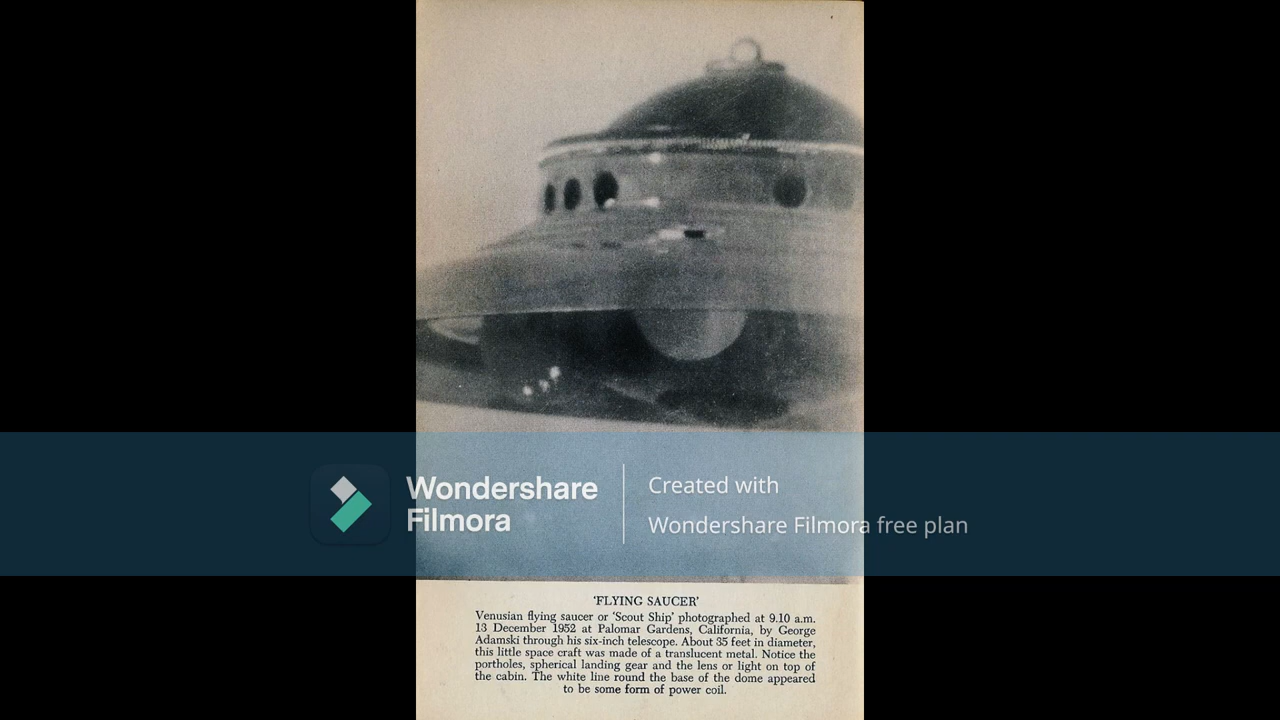 Wondershare
Filmora
Created with
Wondershare Filmora free plan
‘FLYING SAUCER’
Venusian flying saucer or ‘Scout Ship’ photographed at 9.10 a.m.
13 December 1952 at Palomar Gardens, California, by George
Adamski through his six-inch telescope. About 35 feet in diameter,
this little space craft was made of a translucent metal. Notice the
portholes, spherical landing gear and the lens or light on top of
the cabin. The white line round the base of the dome appeared
to be some form of power coil.